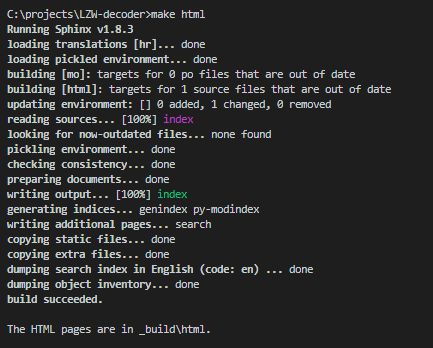 C:\projects\LZW-decoder>make html
Running Sphinx v1.8.3
loading translations [hr]... done
loading pickled environment... done
building [mo]: targets for 0 po files that are out of date
building [html]: targets for 1 source files that are out of date
updating environment: [] 0 added, 1 changed, 0 removed
reading sources... [100%] index
looking for now-outdated files... none found
pickling environment... done
checking consistency... done
preparing documents... done
writing output... [100%] index
generating indices... genindex py-modindex
writing additional pages... search
copying static files... done
copying extra files... done
dumping search index in English (code: en) ... done
dumping object inventory... done
build succeeded.
The HTML pages are in _build\html.